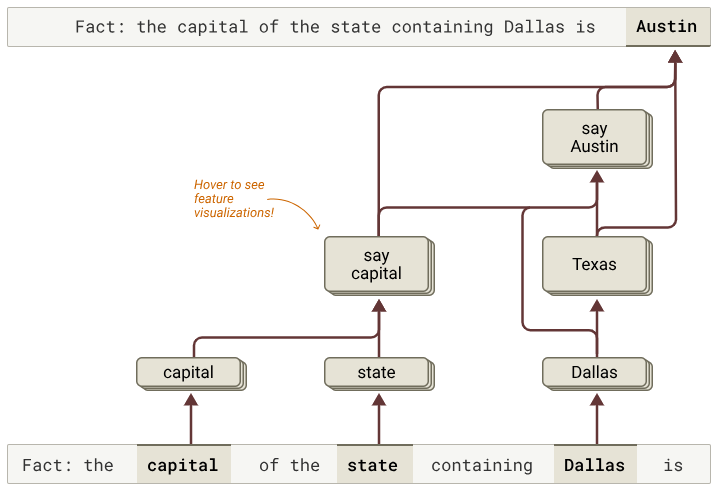 Fact: the capital of the state containing Dallas is Austin
say
Austin
Hover to see
feature
visualizations!
say
capital
Texas
capital
state
Dallas
Fact: the capital of the state containing Dallas is